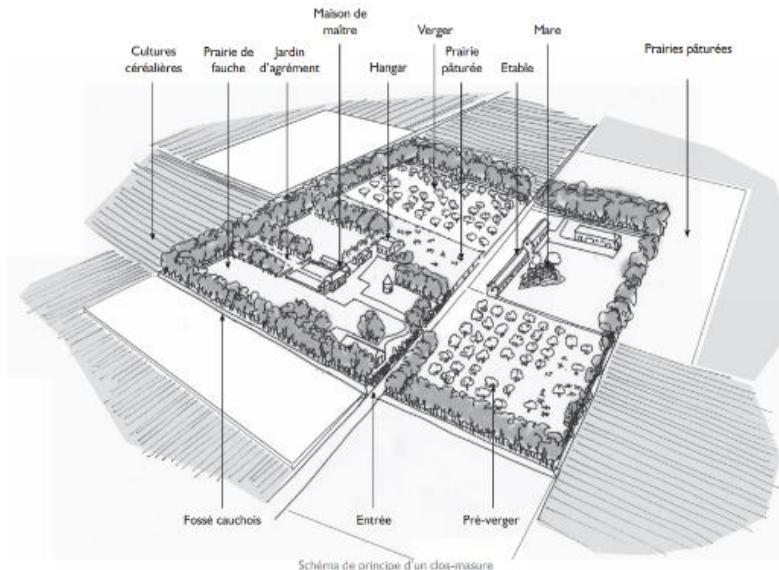 Cultures
céréalières
Prairie de
fauche
Jardin
d'agrément
Maison de
maître
Hangar
Verger
Prairie
pâturée
Etable
Mare
Prairies pâturées
Fossé cauchois
Entrée
Pré-verger
Schéma de principe d'un clos-masure